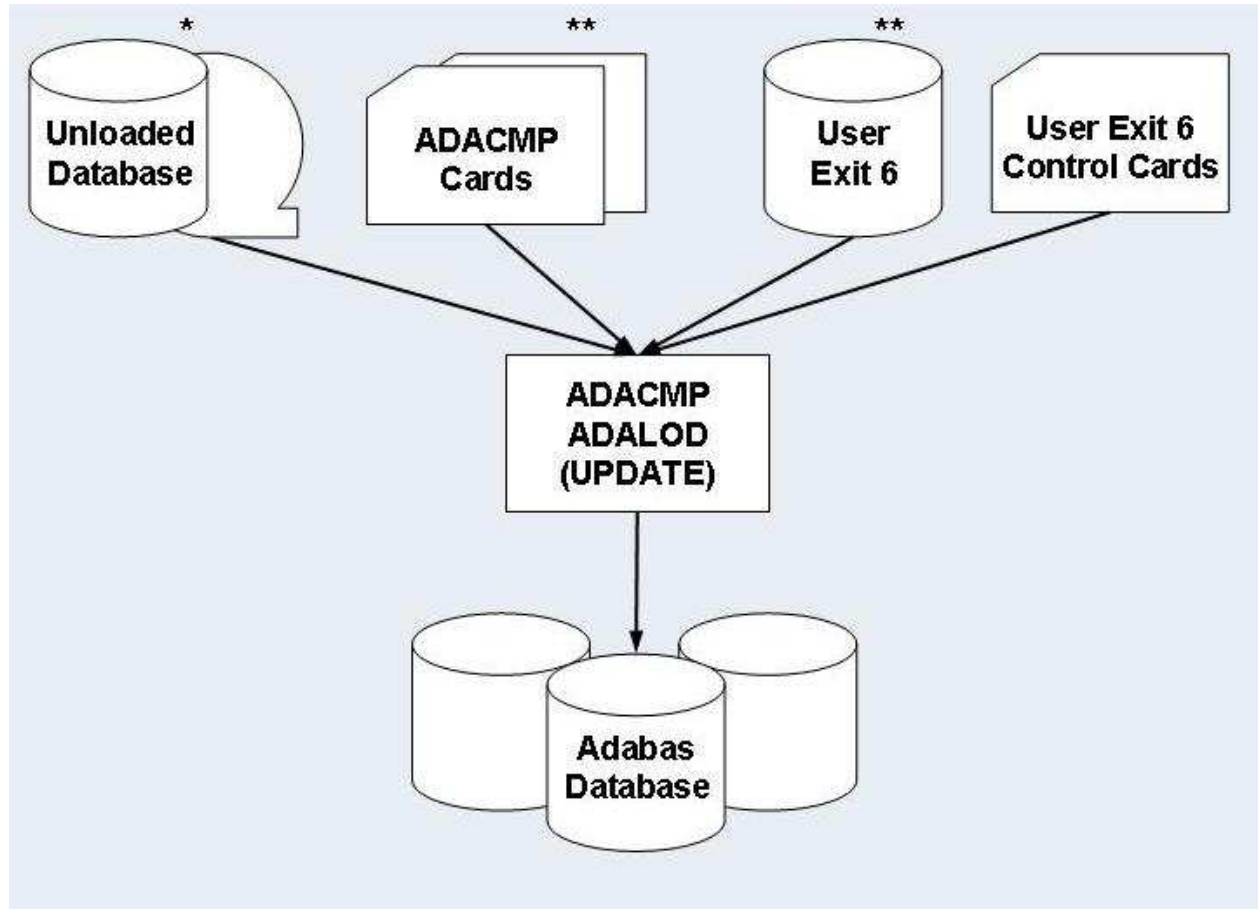 *
**
**
Unloaded
Database
ADACMP
Cards
User
Exit 6
User Exit 6
Control Cards
ADACMP
ADALOD
(UPDATE)
Adabas
Database